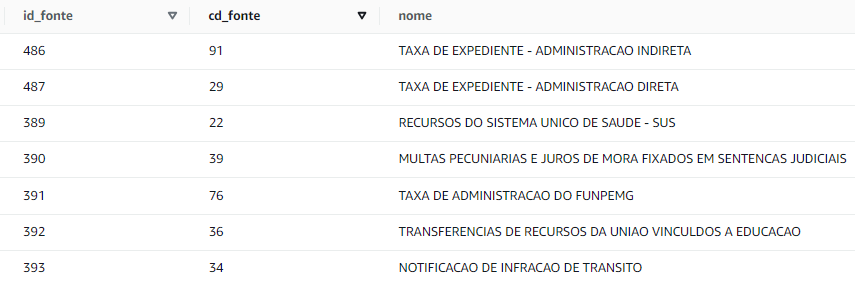 id_fonte cd_fonte nome
486 91 TAXA DE EXPEDIENTE - ADMINISTRACAO INDIRETA
487 29 TAXA DE EXPEDIENTE - ADMINISTRACAO DIRETA
389 22 RECURSOS DO SISTEMA UNICO DE SAUDE - SUS
390 39 MULTAS PECUNIARIAS E JUROS DE MORA FIXADOS EM SENTENCAS JUDICIAIS
391 76 TAXA DE ADMINISTRACAO DO FUNPEMG
392 36 TRANSFERENCIAS DE RECURSOS DA UNIAO VINCULDOS A EDUCACAO
393 34 NOTIFICACAO DE INFRACAO DE TRANSITO